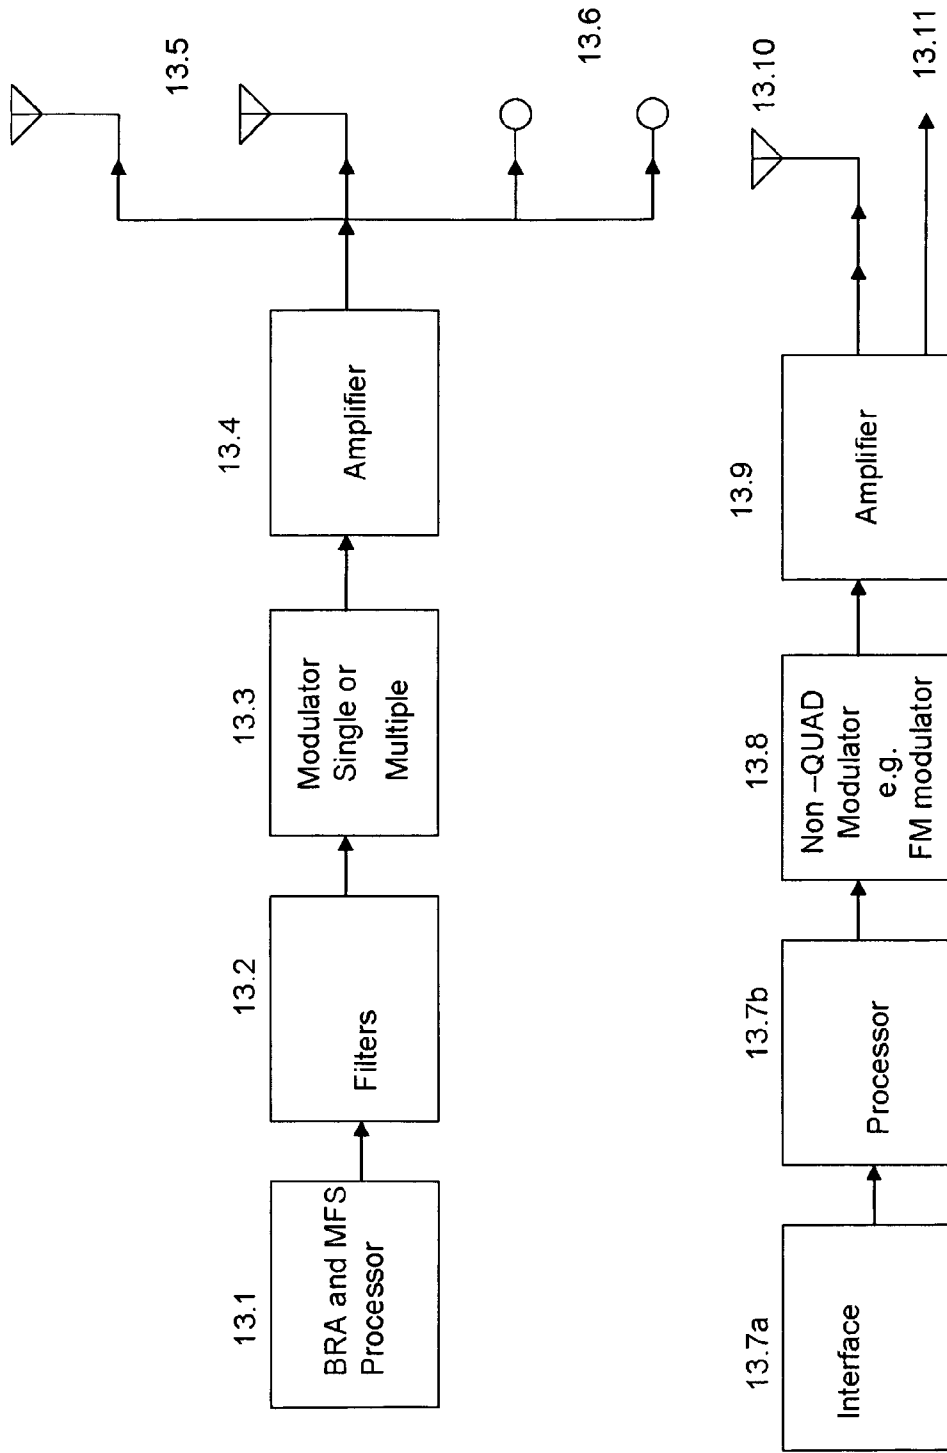 13.1
BRA and MFS
Processor
13.2
Filters
13.3
Modulator
Single or
Multiple
13.4
Amplifier
13.5
13.6
13.7a
Interface
13.7b
Processor
13.8
Non –QUAD
Modulator
e.g.
FM modulator
13.9
Amplifier
13.10
13.11